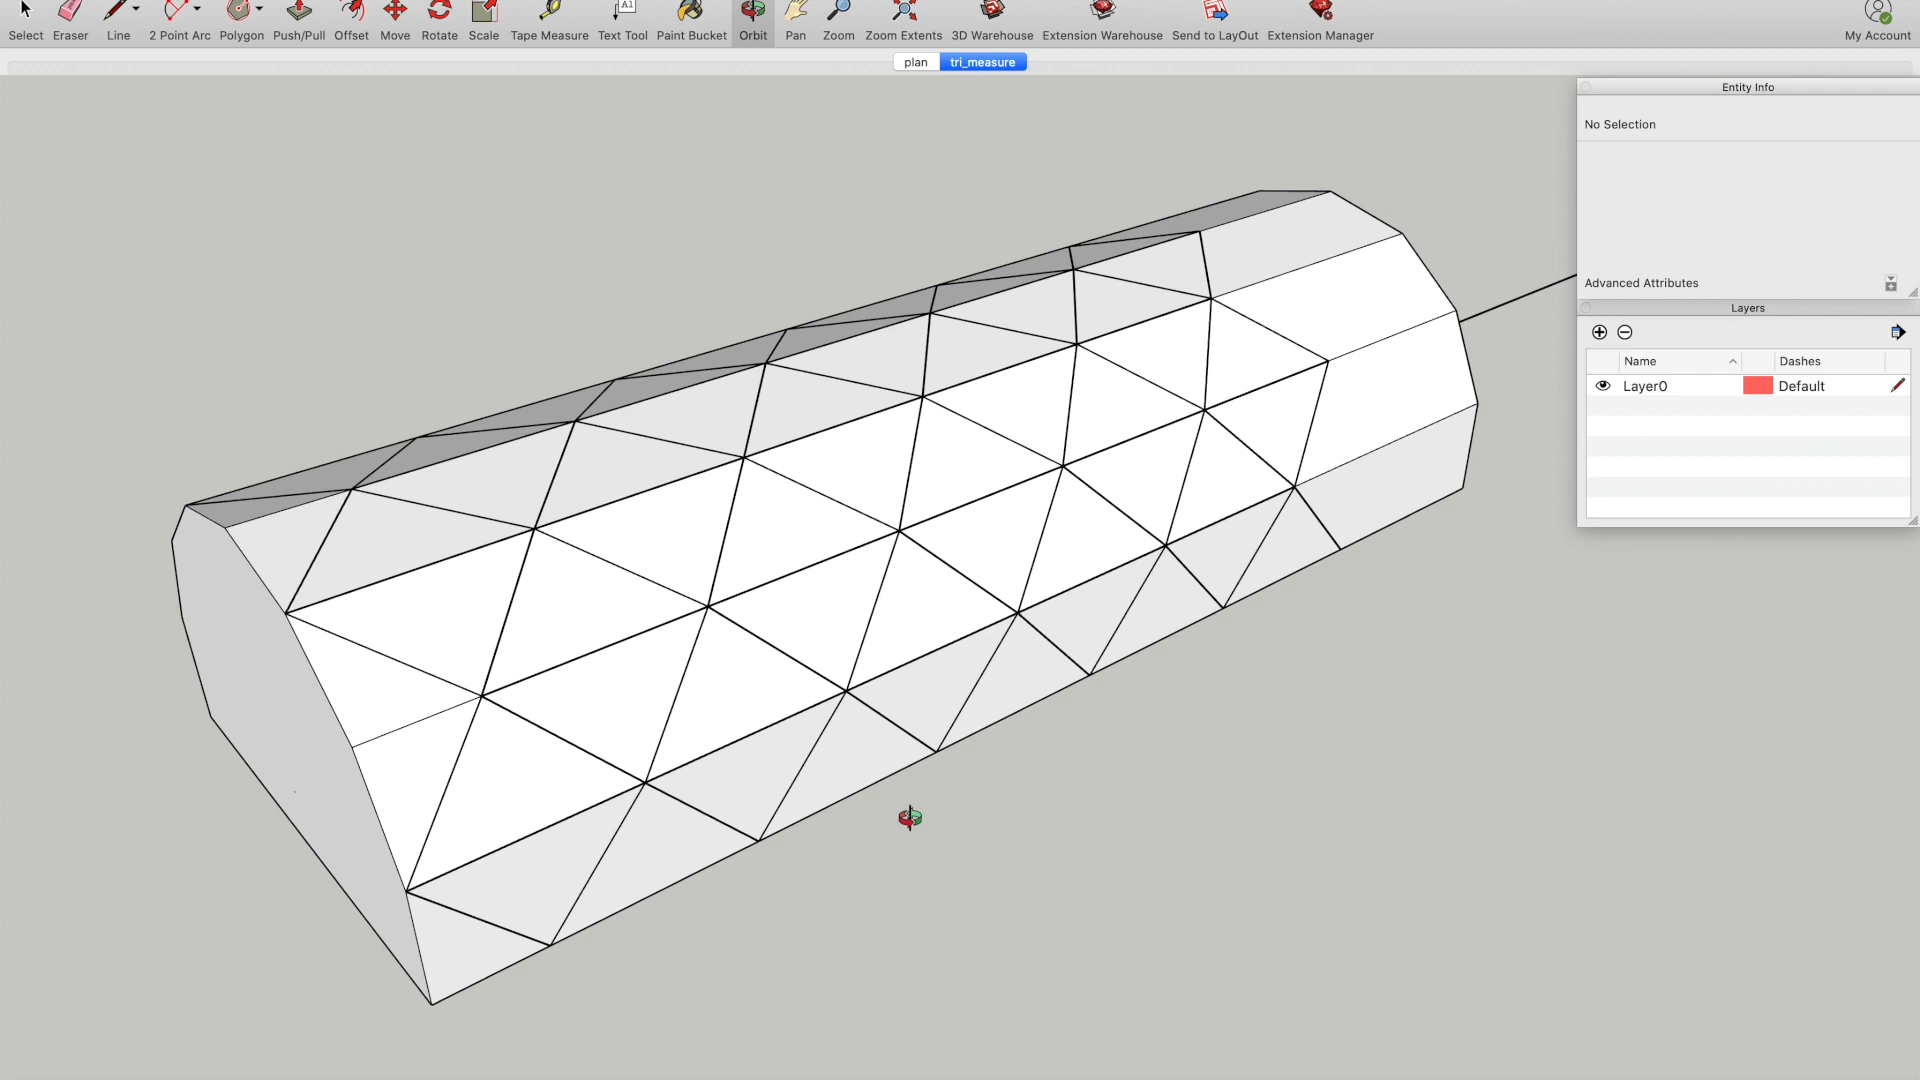 Select Eraser Line 2 Point Arc Polygon Push/Pull Offset Move Rotate Scale Tape Measure Text Tool Paint Bucket Orbit Pan Zoom Zoom Extents 3D Warehouse Extension Warehouse Send to LayOut Extension Manager My Account
plan tri_measure
Entity Info
No Selection
Advanced Attributes
Layers
Name Dashes
Layer0 Default